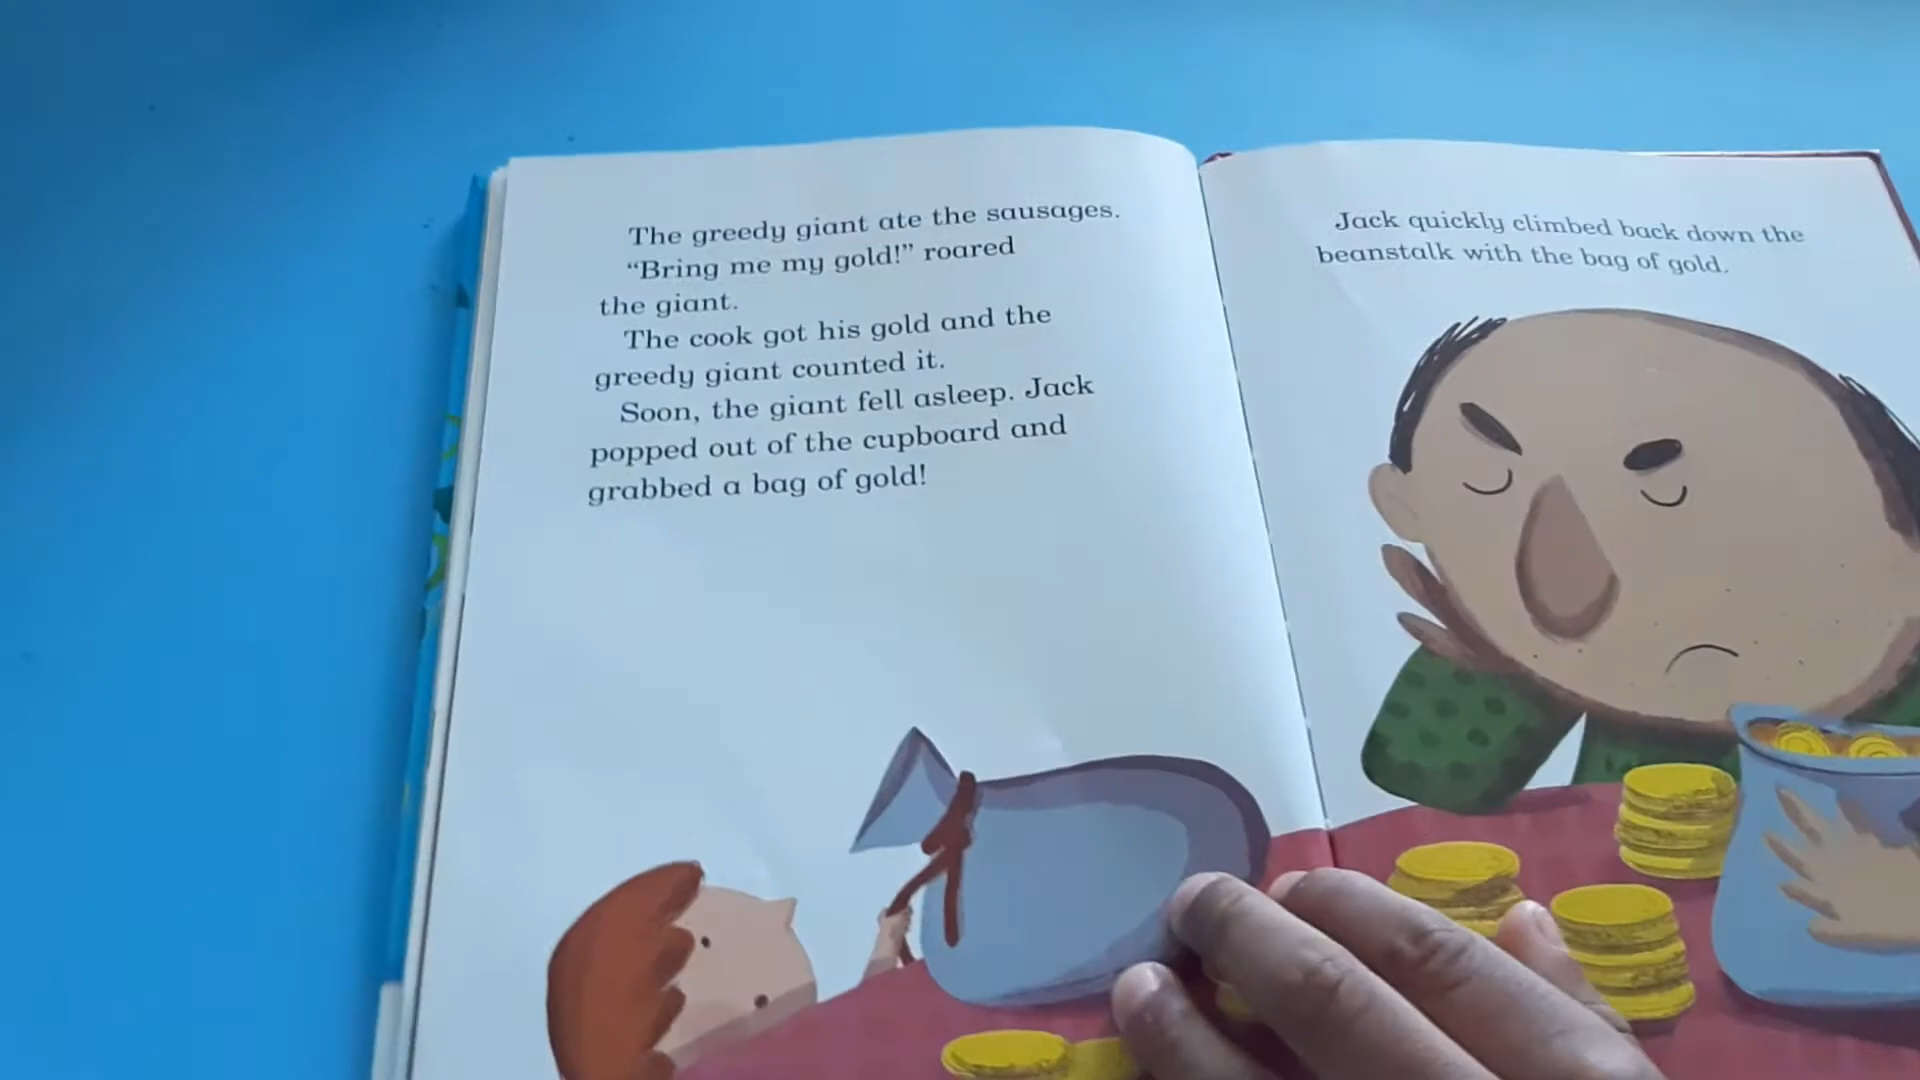 The greedy giant ate the sausages.
“Bring me my gold!” roared
the giant.
The cook got his gold and the
greedy giant counted it.
Soon, the giant fell asleep. Jack
popped out of the cupboard and
grabbed a bag of gold!
Jack quickly climbed back down the
beanstalk with the bag of gold.